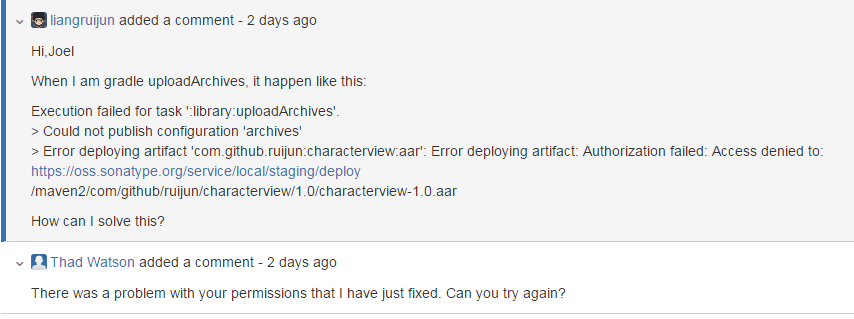 liangruijun added a comment - 2 days ago
Hi,Joel
When I am gradle uploadArchives, it happen like this:
Execution failed for task ':library:uploadArchives'.
> Could not publish configuration 'archives'
> Error deploying artifact 'com.github.ruijun:characterview:aar': Error deploying artifact: Authorization failed: Access denied to:
https://oss.sonatype.org/service/local/staging/deploy
/maven2/com/github/ruijun/characterview/1.0/characterview-1.0.aar
How can I solve this?
Thad Watson added a comment - 2 days ago
There was a problem with your permissions that I have just fixed. Can you try again?